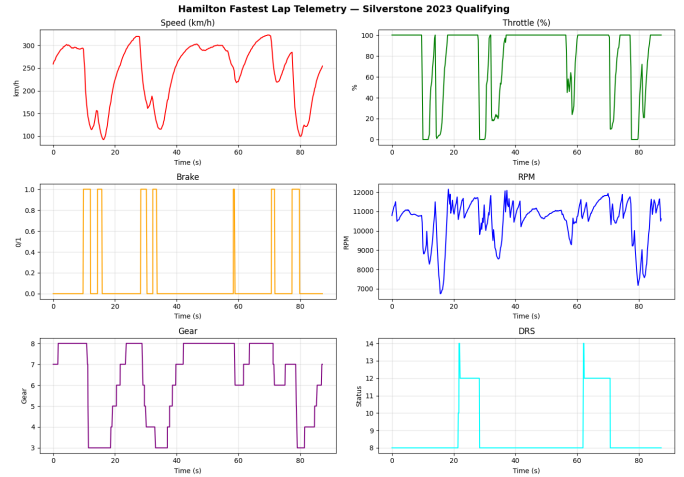 Hamilton Fastest Lap Telemetry — Silverstone 2023 Qualifying
Speed (km/h)
km/h
300
250
200
150
100
0 20 40 60 80
Time (s)
Throttle (%)
%
100
80
60
40
20
0
0 20 40 60 80
Time (s)
Brake
0/1
1.0
0.8
0.6
0.4
0.2
0.0
0 20 40 60 80
Time (s)
RPM
RPM
12000
11000
10000
9000
8000
7000
0 20 40 60 80
Time (s)
Gear
Gear
8
7
6
5
4
3
0 20 40 60 80
Time (s)
DRS
Status
14
13
12
11
10
9
8
0 20 40 60 80
Time (s)